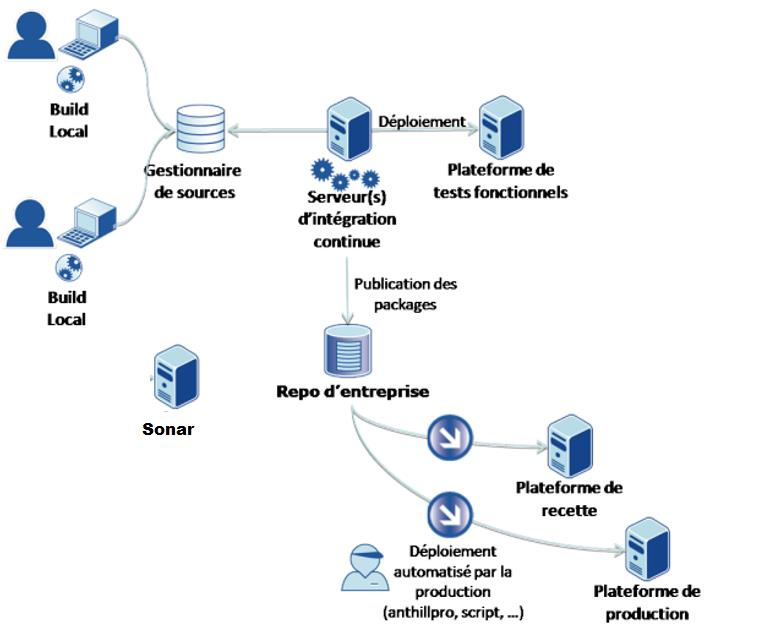 Build
Local
Gestionnaire
de sources
Déploiement
Serveur(s)
d'intégration
continue
Plateforme de
tests fonctionnels
Build
Local
Publication des
packages
Repo d'entreprise
Sonar
Plateforme de
recette
Déploiement
automatisé par la
production
(anthillpro, script, ...)
Plateforme de
production